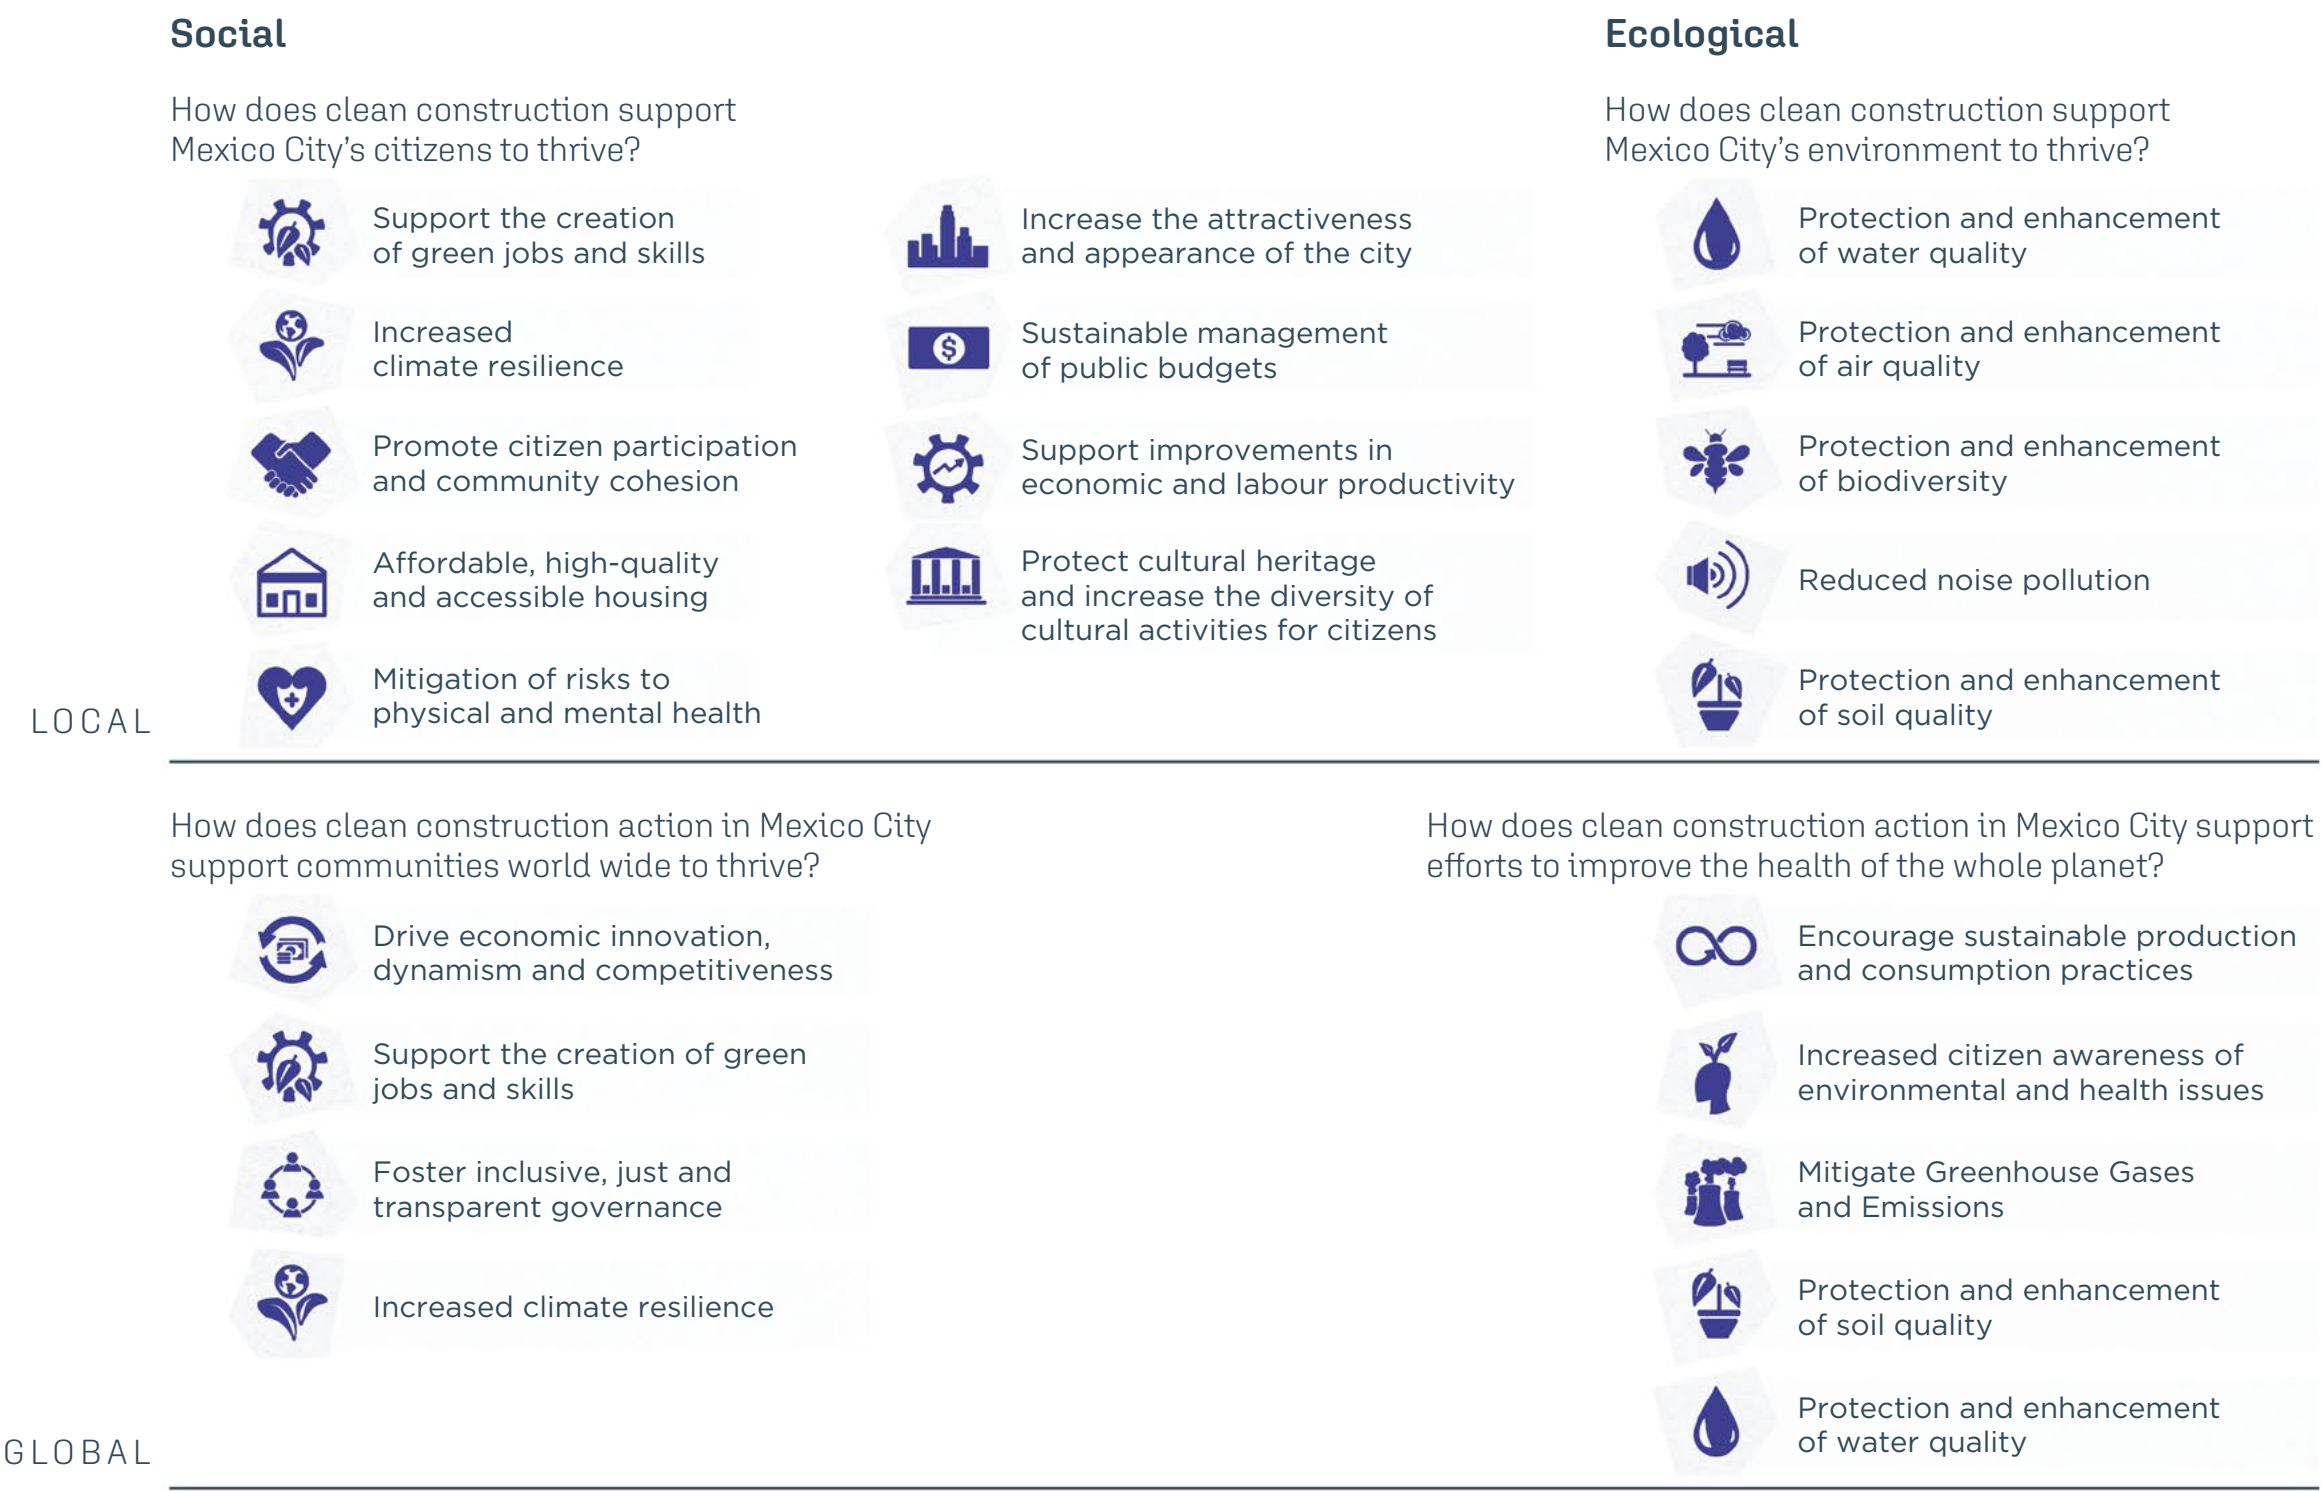 Social
How does clean construction support
Mexico City's citizens to thrive?
Support the creation
of green jobs and skills
Increased
climate resilience
Promote citizen participation
and community cohesion
Affordable, high-quality
and accessible housing
Mitigation of risks to
physical and mental health
Increase the attractiveness
and appearance of the city
Sustainable management
of public budgets
Support improvements in
economic and labour productivity
Protect cultural heritage
and increase the diversity of
cultural activities for citizens
Ecological
How does clean construction support
Mexico City's environment to thrive?
Protection and enhancement
of water quality
Protection and enhancement
of air quality
Protection and enhancement
of biodiversity
Reduced noise pollution
Protection and enhancement
of soil quality
LOCAL
How does clean construction action in Mexico City
support communities world wide to thrive?
Drive economic innovation,
dynamism and competitiveness
Support the creation of green
jobs and skills
Foster inclusive, just and
transparent governance
Increased climate resilience
How does clean construction action in Mexico City support
efforts to improve the health of the whole planet?
Encourage sustainable production
and consumption practices
Increased citizen awareness of
environmental and health issues
Mitigate Greenhouse Gases
and Emissions
Protection and enhancement
of soil quality
Protection and enhancement
of water quality
GLOBAL